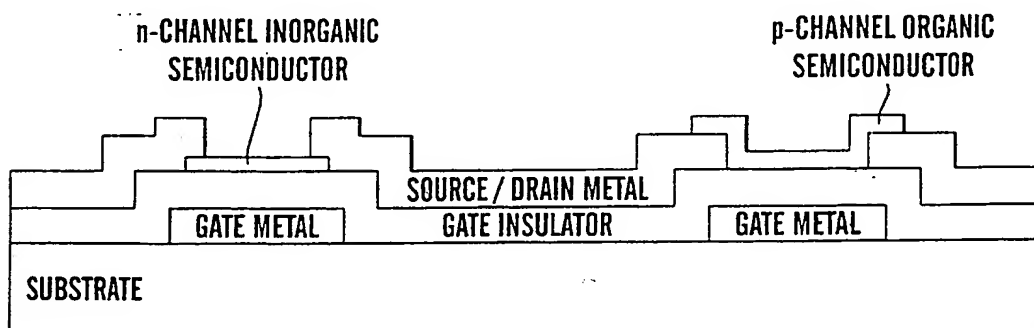 n-CHANNEL INORGANIC
SEMICONDUCTOR
p-CHANNEL ORGANIC
SEMICONDUCTOR
SOURCE / DRAIN METAL
GATE METAL
GATE INSULATOR
GATE METAL
SUBSTRATE